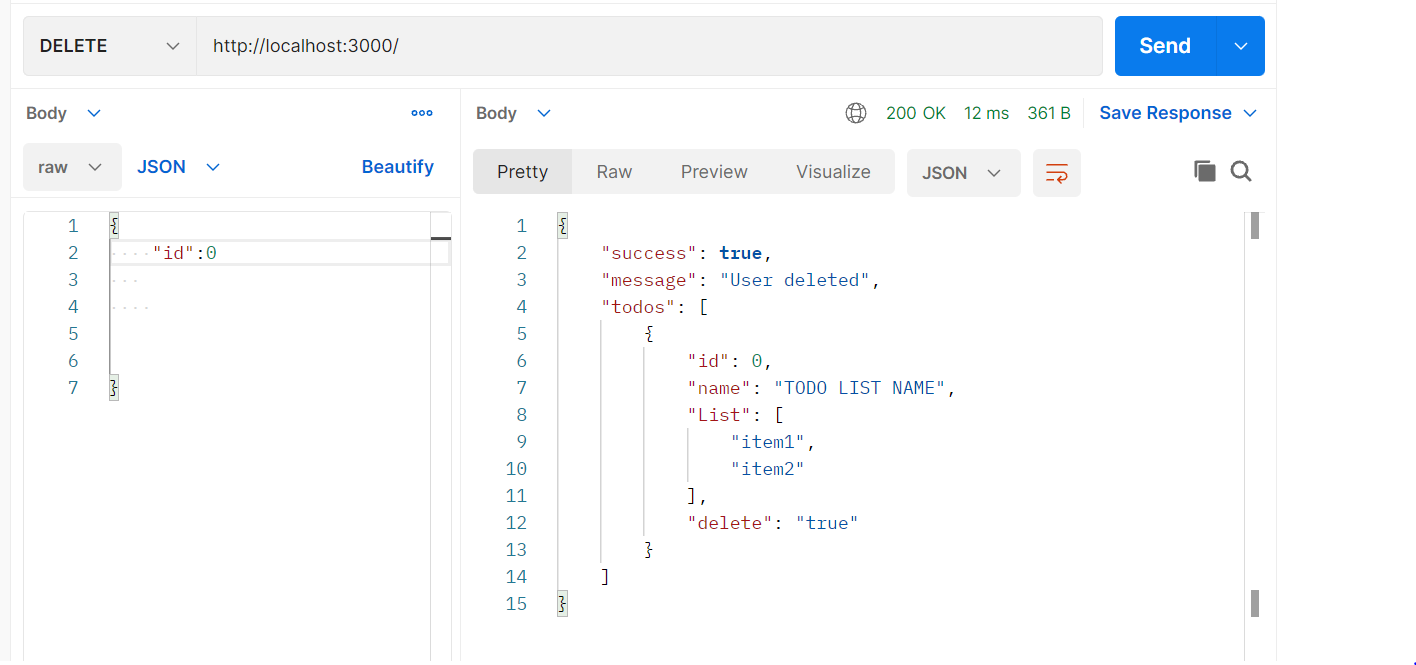 DELETE http://localhost:3000/ Send
Body Body 200 OK 12 ms 361 B Save Response
raw JSON Beautify Pretty Raw Preview Visualize JSON
1 {
2 "id":0
3
4
5
6
7 }
1 {
2 "success": true,
3 "message": "User deleted",
4 "todos": [
5 {
6 "id": 0,
7 "name": "TODO LIST NAME",
8 "List": [
9 "item1",
10 "item2"
11 ],
12 "delete": "true"
13 }
14 ]
15 }